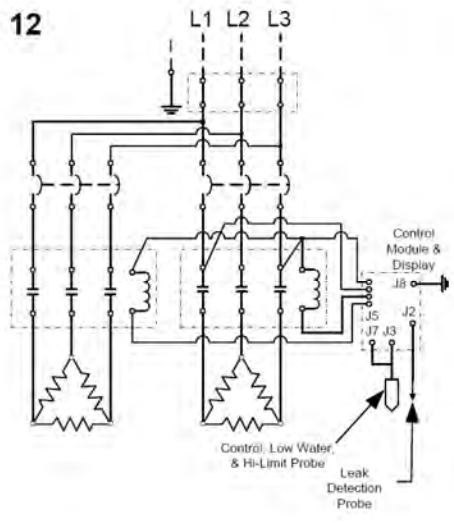 12
L1 L2 L3
Control
Module &
Display
J8
J5
J7 J3
J2
Control, Low Water,
& Hi-Limit Probe
Leak
Detection
Probe